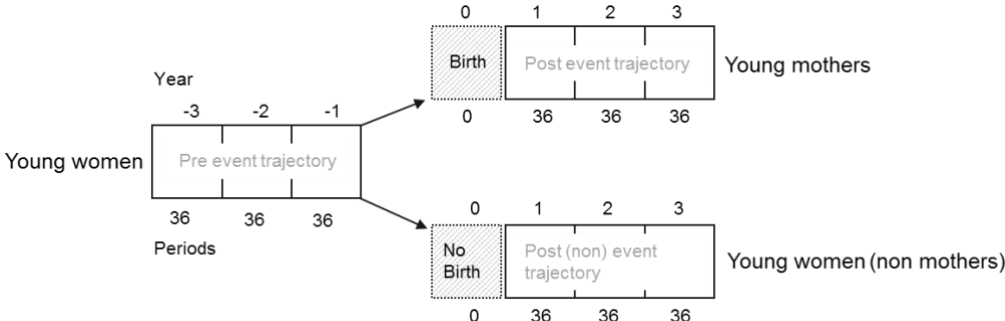 0 1 2 3
Birth
Post event trajectory
Young mothers
0 36 36 36
Year
-3 -2 -1
Young women
Pre event trajectory
36 36 36
Periods
0 1 2 3
No
Birth
Post (non) event
trajectory
Young women (non mothers)
0 36 36 36